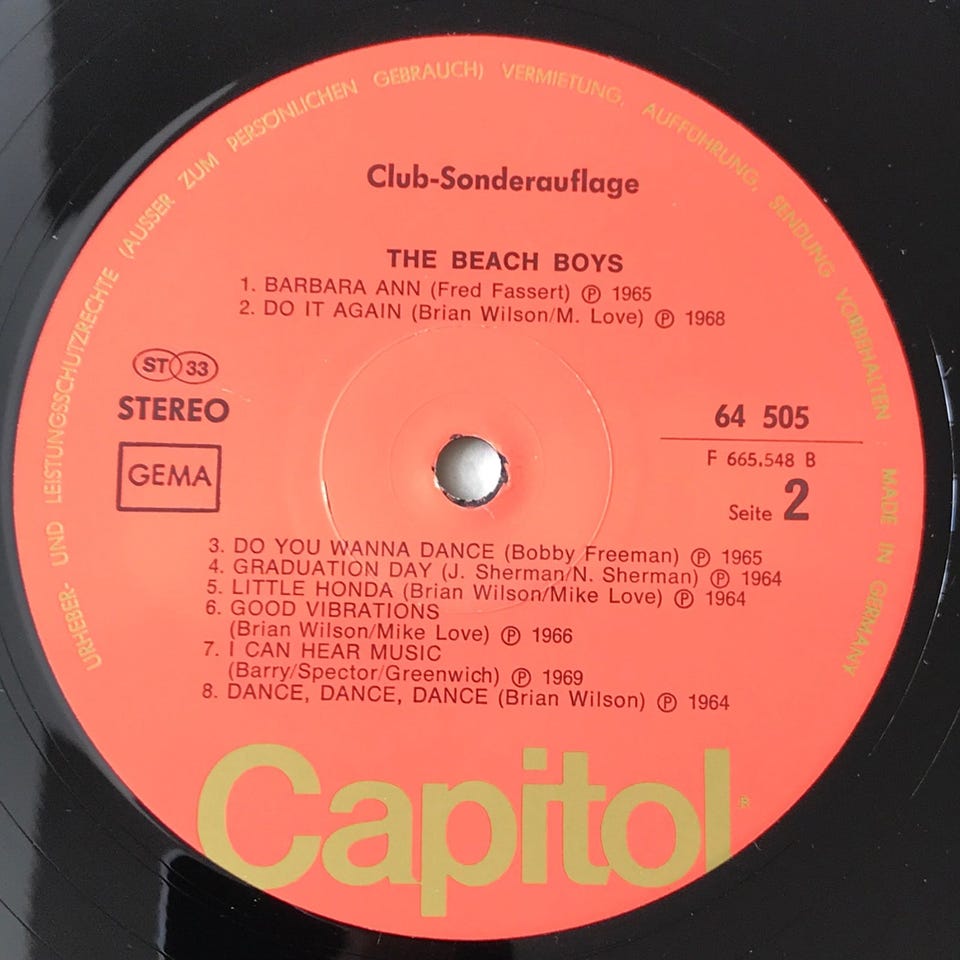 URHEBER- UND LEISTUNGSSCHUTZRECHTE (AUSSER ZUM PERSÖNLICHEN GEBRAUCH) VERMIETUNG, AUFFÜHRUNG, SENDUNG VORBEHALTEN MADE IN GERMANY
Club-Sonderauflage
THE BEACH BOYS
1. BARBARA ANN (Fred Fassert) Ⓟ 1965
2. DO IT AGAIN (Brian Wilson/M. Love) Ⓟ 1968
ST 33
STEREO
GEMA
64 505
F 665.548 B
Seite 2
3. DO YOU WANNA DANCE (Bobby Freeman) Ⓟ 1965
4. GRADUATION DAY (J. Sherman/N. Sherman) Ⓟ 1964
5. LITTLE HONDA (Brian Wilson/Mike Love) Ⓟ 1964
6. GOOD VIBRATIONS
(Brian Wilson/Mike Love) Ⓟ 1966
7. I CAN HEAR MUSIC
(Barry/Spector/Greenwich) Ⓟ 1969
8. DANCE, DANCE, DANCE (Brian Wilson) Ⓟ 1964
Capitol®